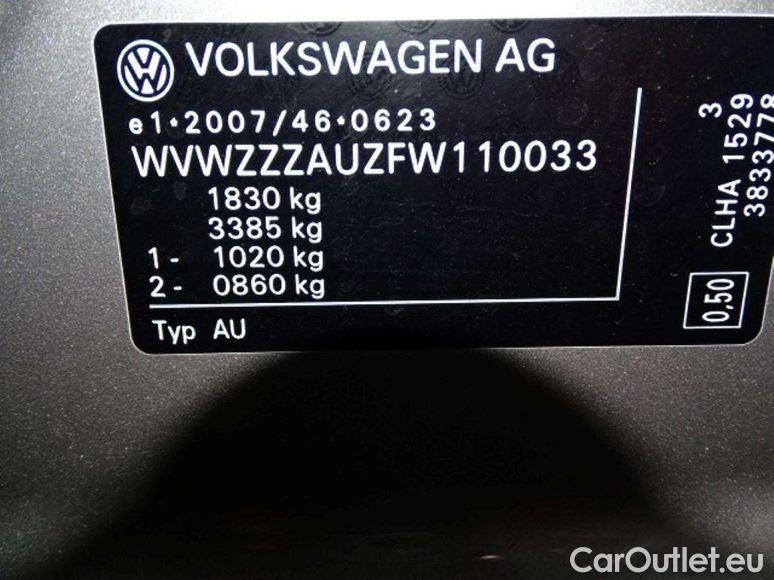 VOLKSWAGEN AG
e1*2007/46*0623
WVWZZZAUZFW110033
1830 kg
3385 kg
1- 1020 kg
2- 0860 kg
Typ AU
3
CLHA 1529
3833778
0,50
CarOutlet.eu